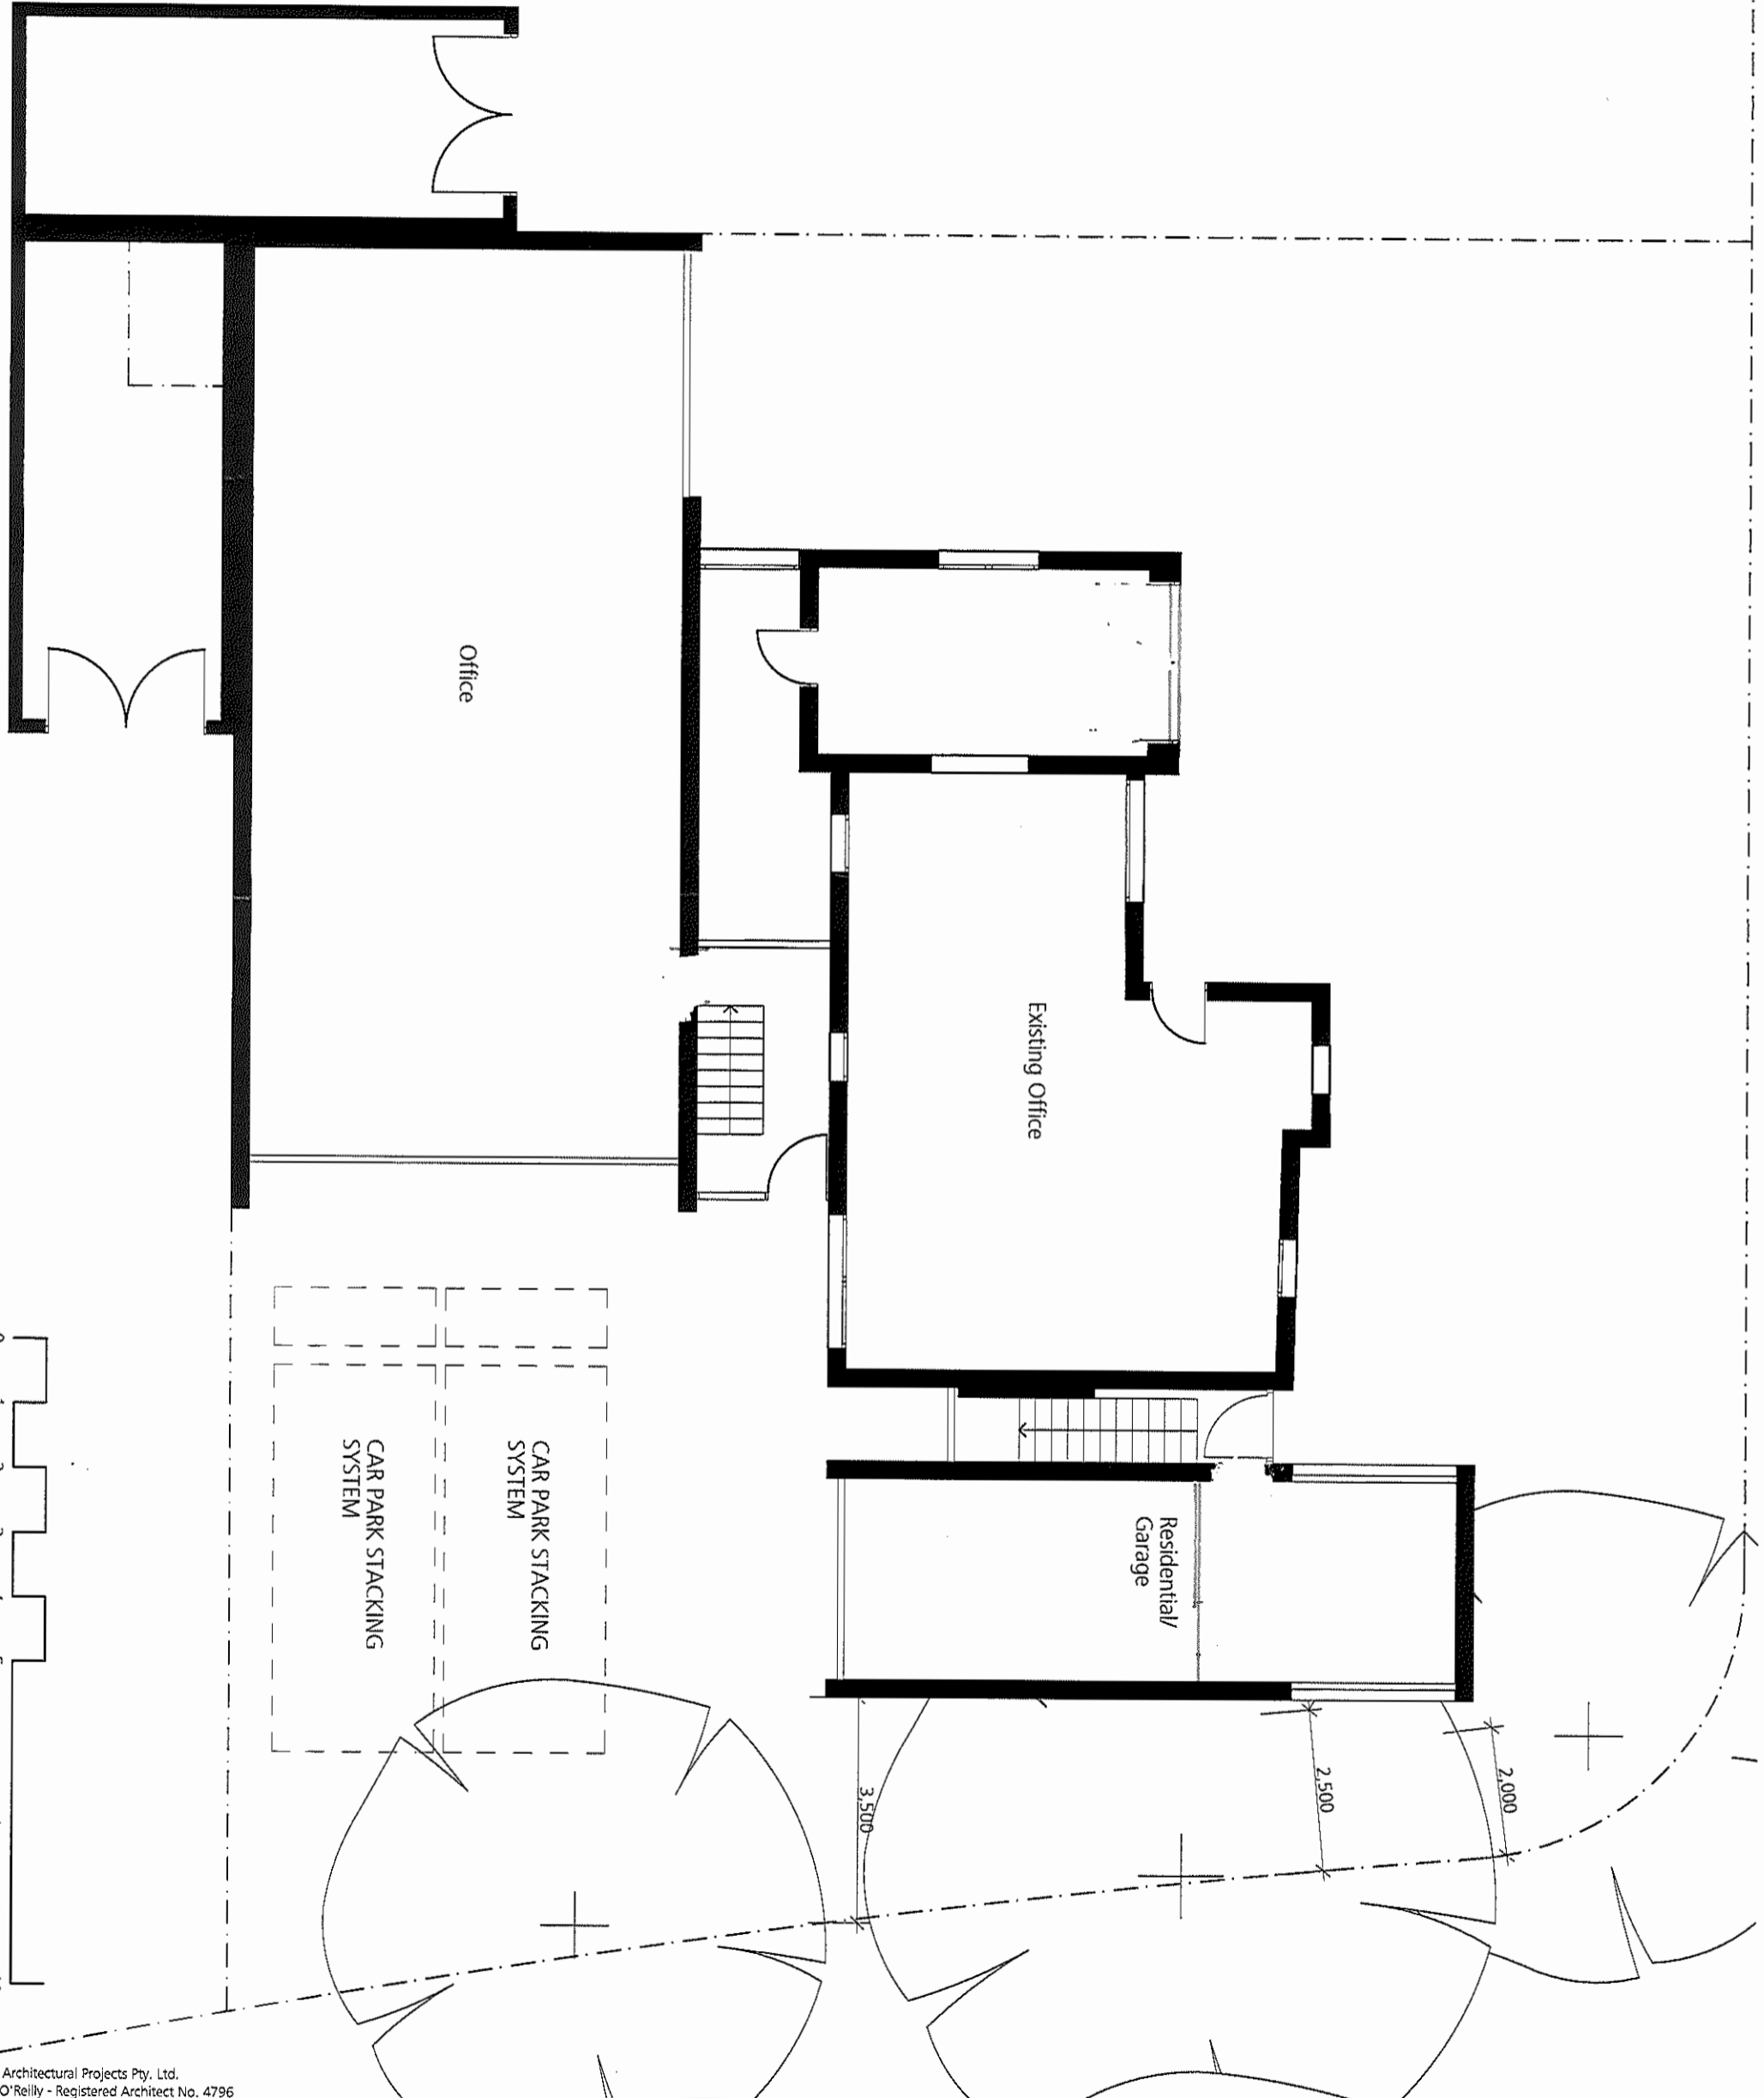 Office
Existing Office
Residential/
Garage
CAR PARK STACKING
SYSTEM
CAR PARK STACKING
SYSTEM
2,000
2,500
3,500
Architectural Projects Pty. Ltd.
O'Reilly - Registered Architect No. 4796